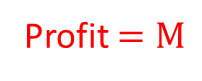 Profit = M